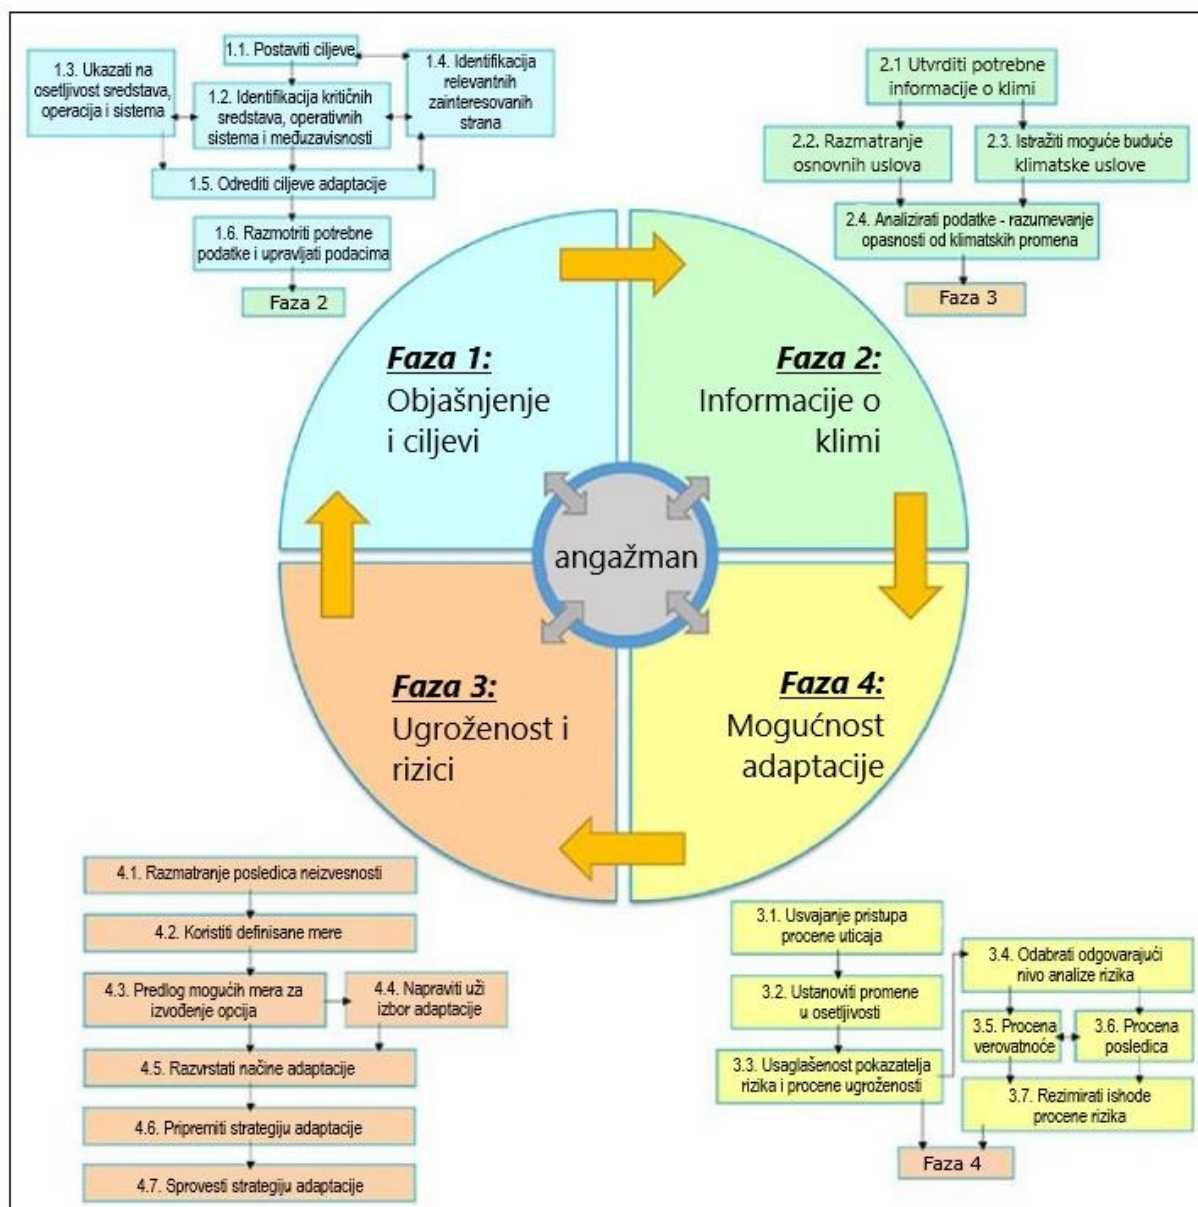 1.1. Postaviti ciljeve
1.3. Ukazati na
osetljivost sredstava,
operacija i sistema
1.2. Identifikacija kritičnih
sredstava, operativnih
sistema i međuzavisnosti
1.4. Identifikacija
relevantnih
zainteresovanih
strana
1.5. Odrediti ciljeve adaptacije
1.6. Razmotriti potrebne
podatke i upravljati podacima
Faza 2
2.1 Utvrditi potrebne
informacije o klimi
2.2. Razmatranje
osnovnih uslova
2.3. Istražiti moguće buduće
klimatske uslove
2.4. Analizirati podatke - razumevanje
opasnosti od klimatskih promena
Faza 3
Faza 1:
Objašnjenje
i ciljevi
Faza 2:
Informacije o
klimi
angažman
Faza 3:
Ugroženost i
rizici
Faza 4:
Mogućnost
adaptacije
4.1. Razmatranje posledica neizvesnosti
4.2. Koristiti definisane mere
4.3. Predlog mogućih mera za
izvođenje opcija
4.4. Napraviti uži
izbor adaptacije
4.5. Razvrstati načine adaptacije
4.6. Pripremiti strategiju adaptacije
4.7. Sprovesti strategiju adaptacije
3.1. Usvajanje pristupa
procene uticaja
3.2. Ustanoviti promene
u osetljivosti
3.3. Usaglašenost pokazatelja
rizika i procene ugroženosti
3.4. Odabrati odgovarajući
nivo analize rizika
3.5. Procena
verovatnoće
3.6. Procena
posledica
3.7. Rezimirati ishode
procene rizika
Faza 4